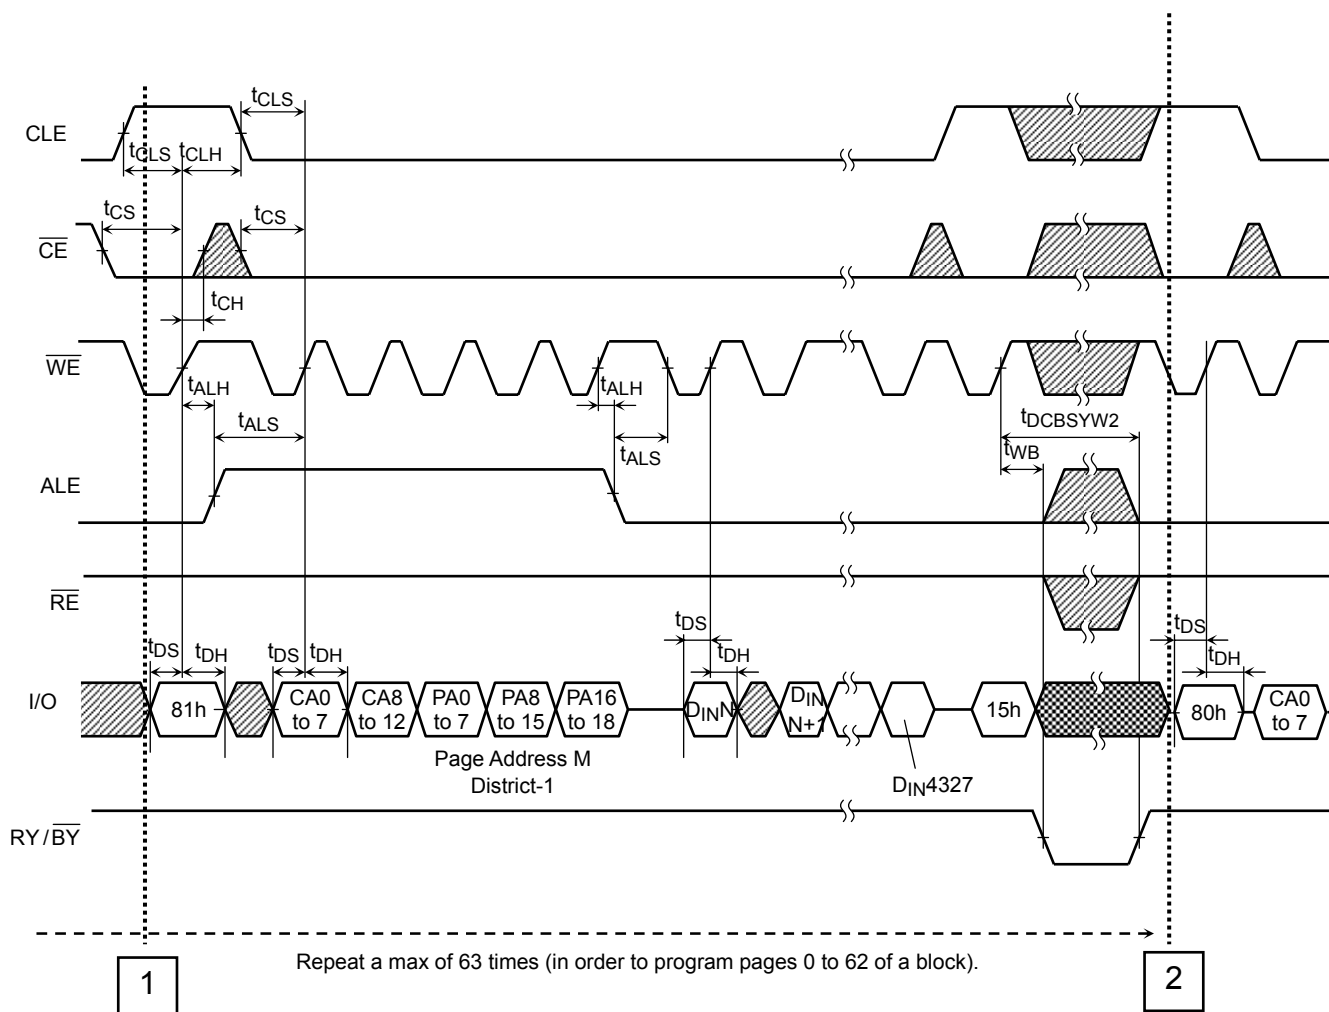 tCLS
CLE
tCLS tCLH
tCS tCS
CE
tCH
WE
tALH tALH
tDCBSYW2
tALS
tWB
tALS
ALE
RE
tDS tDH tDS tDH tDS tDH tDS tDH
I/O
81h
CA0 to 7
CA8 to 12
PA0 to 7
PA8 to 15
PA16 to 18
DINN
DIN N+1
15h
80h
CA0 to 7
Page Address M
District-1
DIN4327
RY/BY
Repeat a max of 63 times (in order to program pages 0 to 62 of a block).
1
2